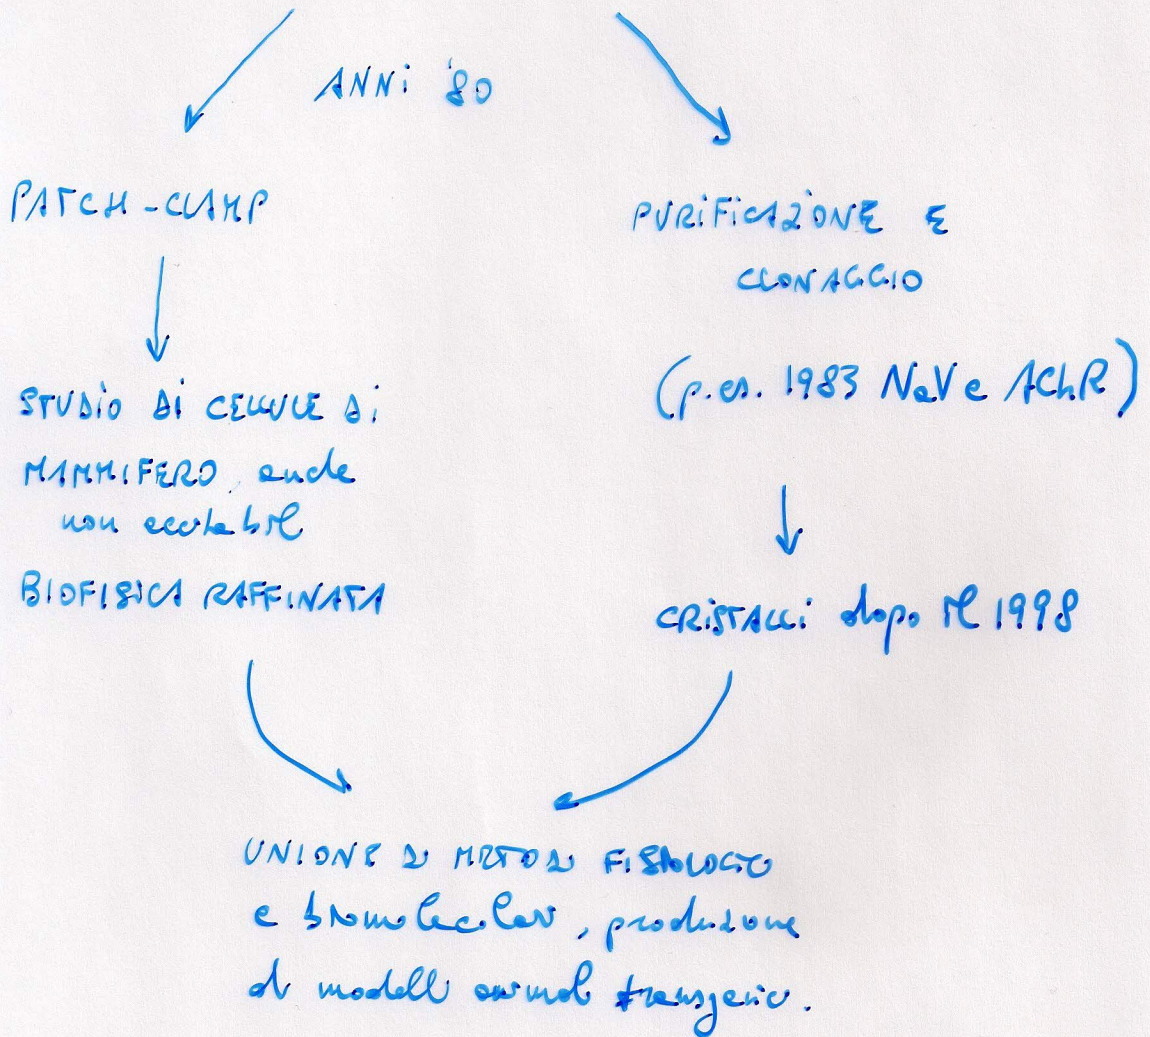 ANNI '80
PATCH-CLAMP
STUDIO DI CELLULE DI
MAMMIFERO, anche
non eccitabili
BIOFISICA RAFFINATA
PURIFICAZIONE E
CLONAGGIO
(p.es. 1983 NaV e AChR)
CRISTALLI dopo il 1998
UNIONE DI METODI FISIOLOGICI
e biomolecolari, produzione
di modelli animali transgenici.